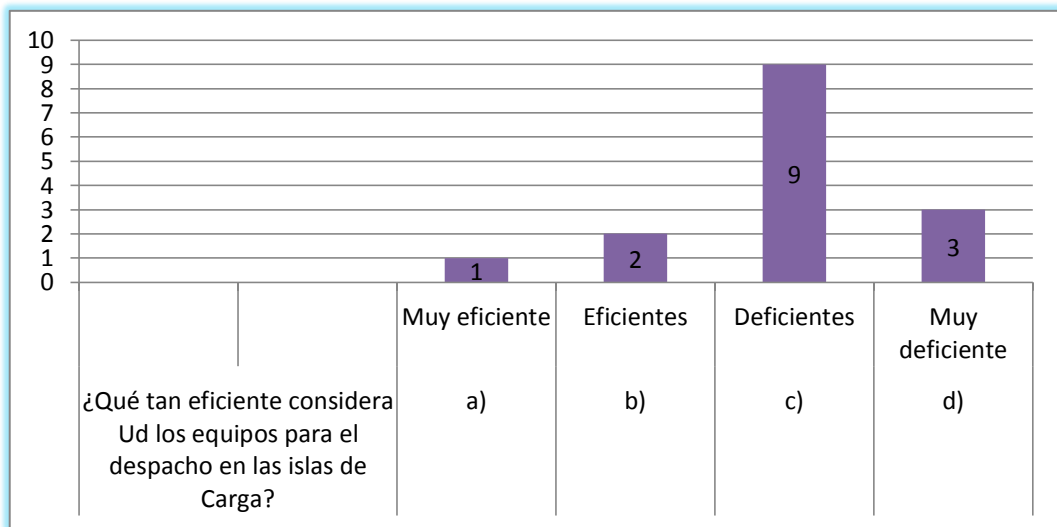 10
9
8
7
6
5
4
3
2
1
0
1
2
9
3
Muy eficiente
Eficientes
Deficientes
Muy
deficiente
¿Qué tan eficiente considera
Ud los equipos para el
despacho en las islas de
Carga?
a)
b)
c)
d)